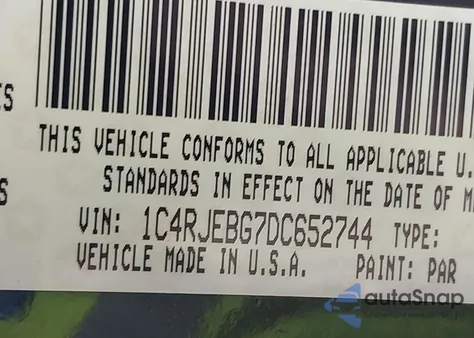 ES
THIS VEHICLE CONFORMS TO ALL APPLICABLE U.
S
STANDARDS IN EFFECT ON THE DATE OF M
VIN: 1C4RJEBG7DC652744 TYPE:
VEHICLE MADE IN U.S.A. PAINT: PAR
autoSnap